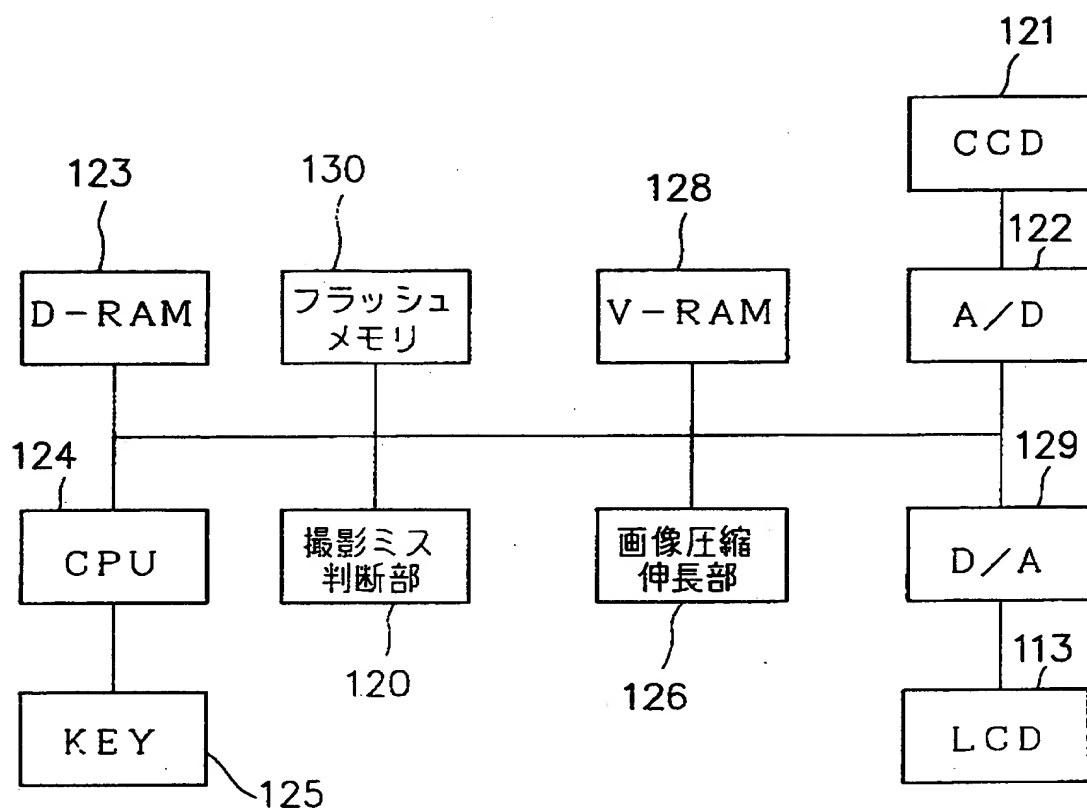 121
CCD
123
130
128
122
D-RAM
フラッシュ
メモリ
V-RAM
A/D
124
129
CPU
撮影ミス
判断部
画像圧縮
伸長部
D/A
120
126
113
KEY
LCD
125